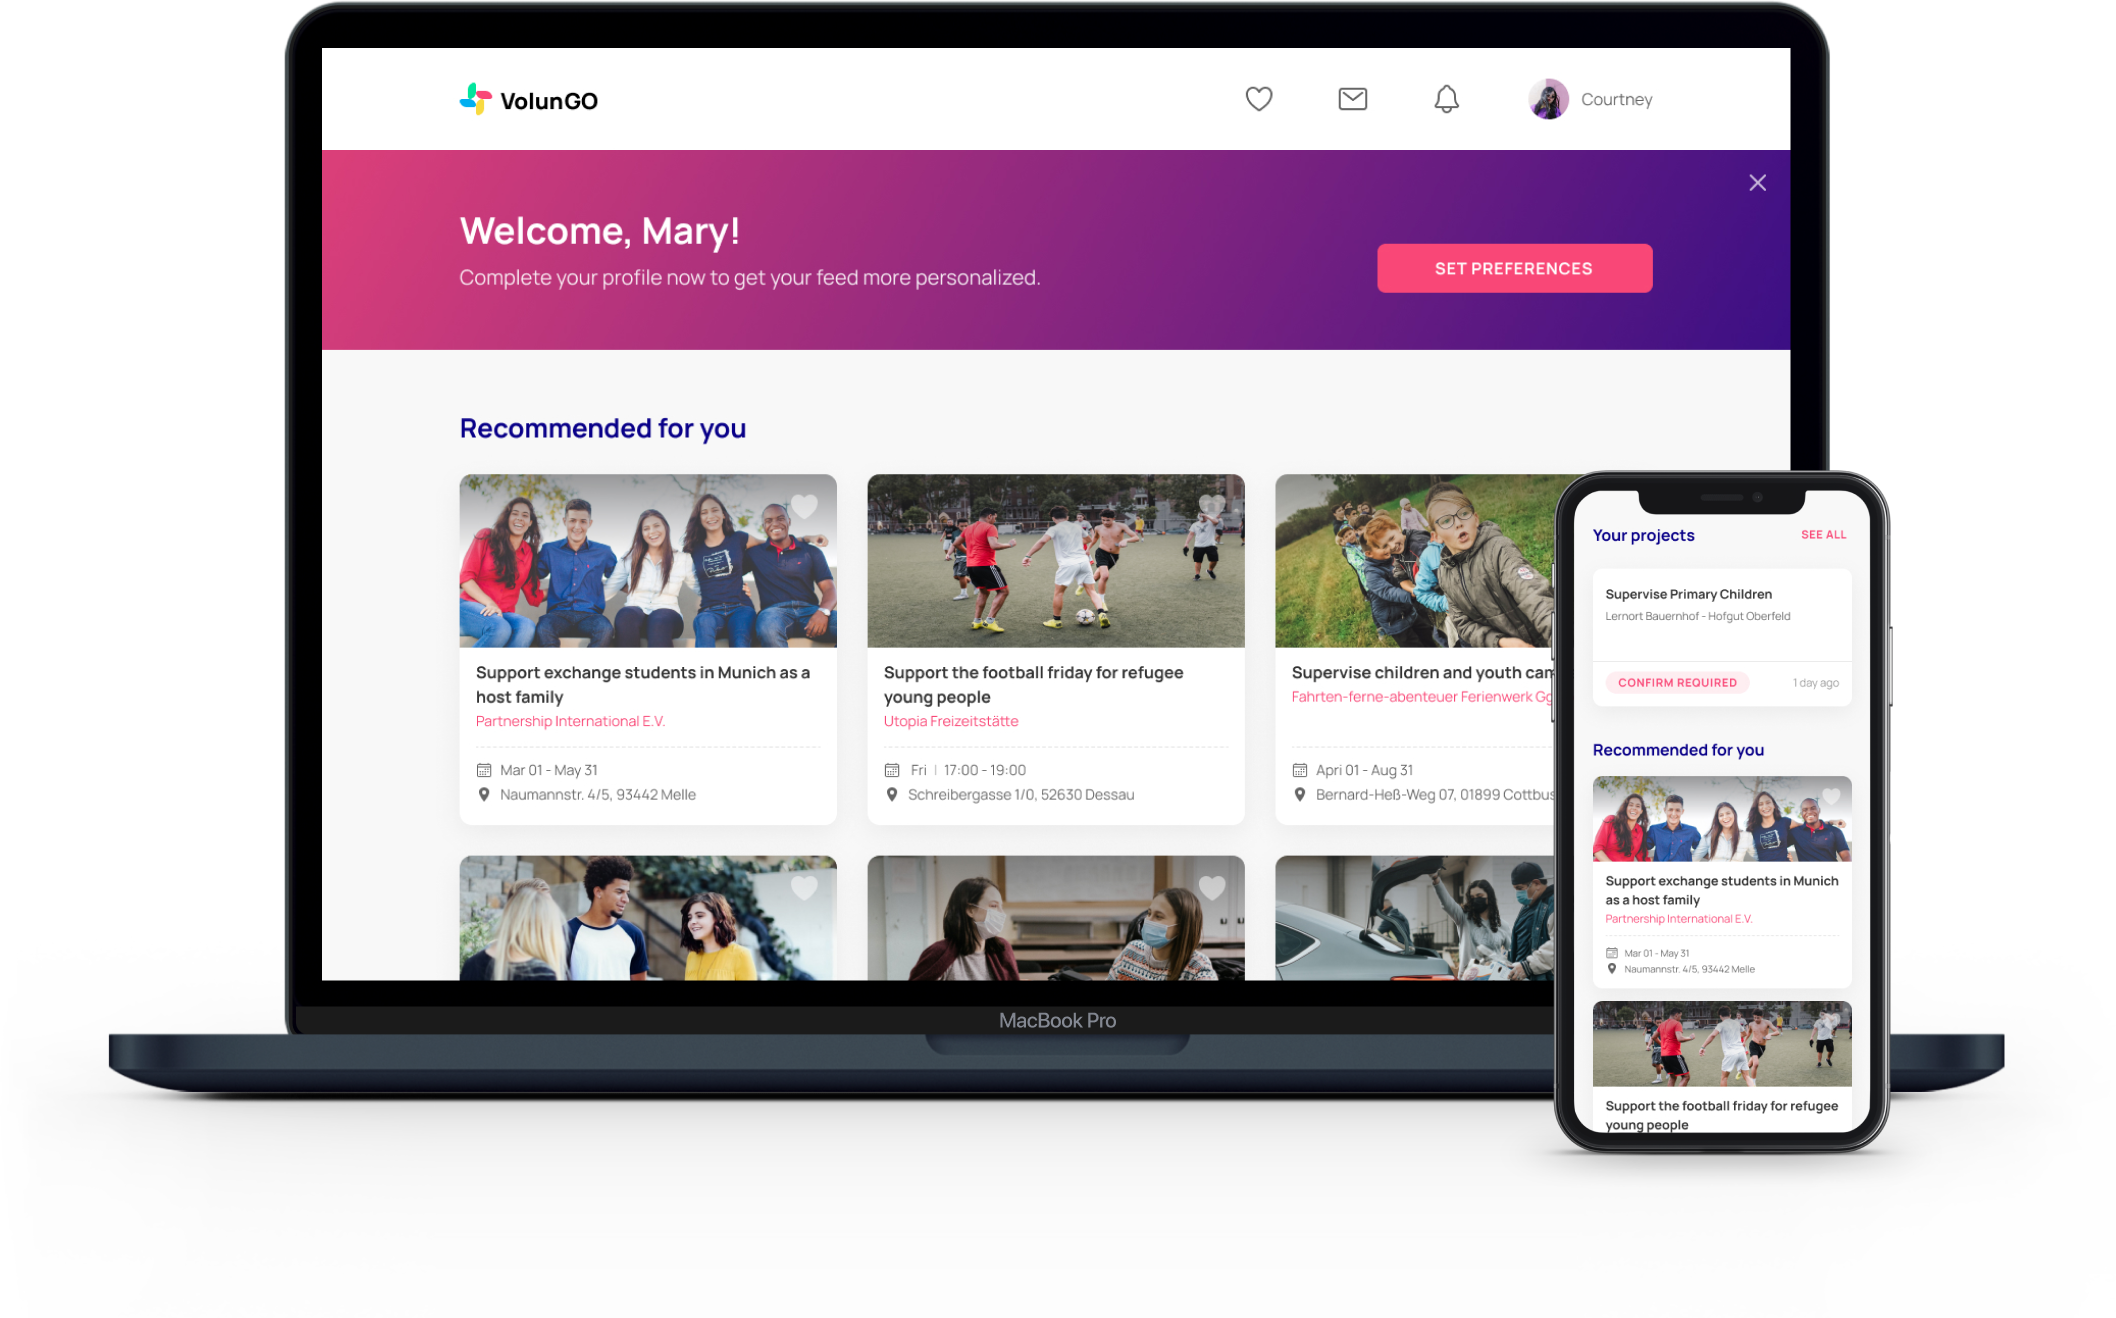 VolunGO
Courtney
Welcome, Mary!
Complete your profile now to get your feed more personalized.
SET PREFERENCES
Recommended for you
Support exchange students in Munich as a
host family
Partnership International E.V.
Mar 01 - May 31
Naumannstr. 4/5, 93442 Melle
Support the football friday for refugee
young people
Utopia Freizeitstätte
Fri | 17:00 - 19:00
Schreibergasse 1/0, 52630 Dessau
Supervise children and youth cam
Fahrten-ferne-abenteuer Ferienwerk Gg
Apri 01 - Aug 31
Bernard-Heß-Weg 07, 01899 Cottbus
MacBook Pro
Your projects
SEE ALL
Supervise Primary Children
Lernort Bauernhof - Hofgut Oberfeld
CONFIRM REQUIRED
1 day ago
Recommended for you
Support exchange students in Munich
as a host family
Partnership International E.V.
Mar 01 - May 31
Naumannstr. 4/5, 93442 Melle
Support the football friday for refugee
young people